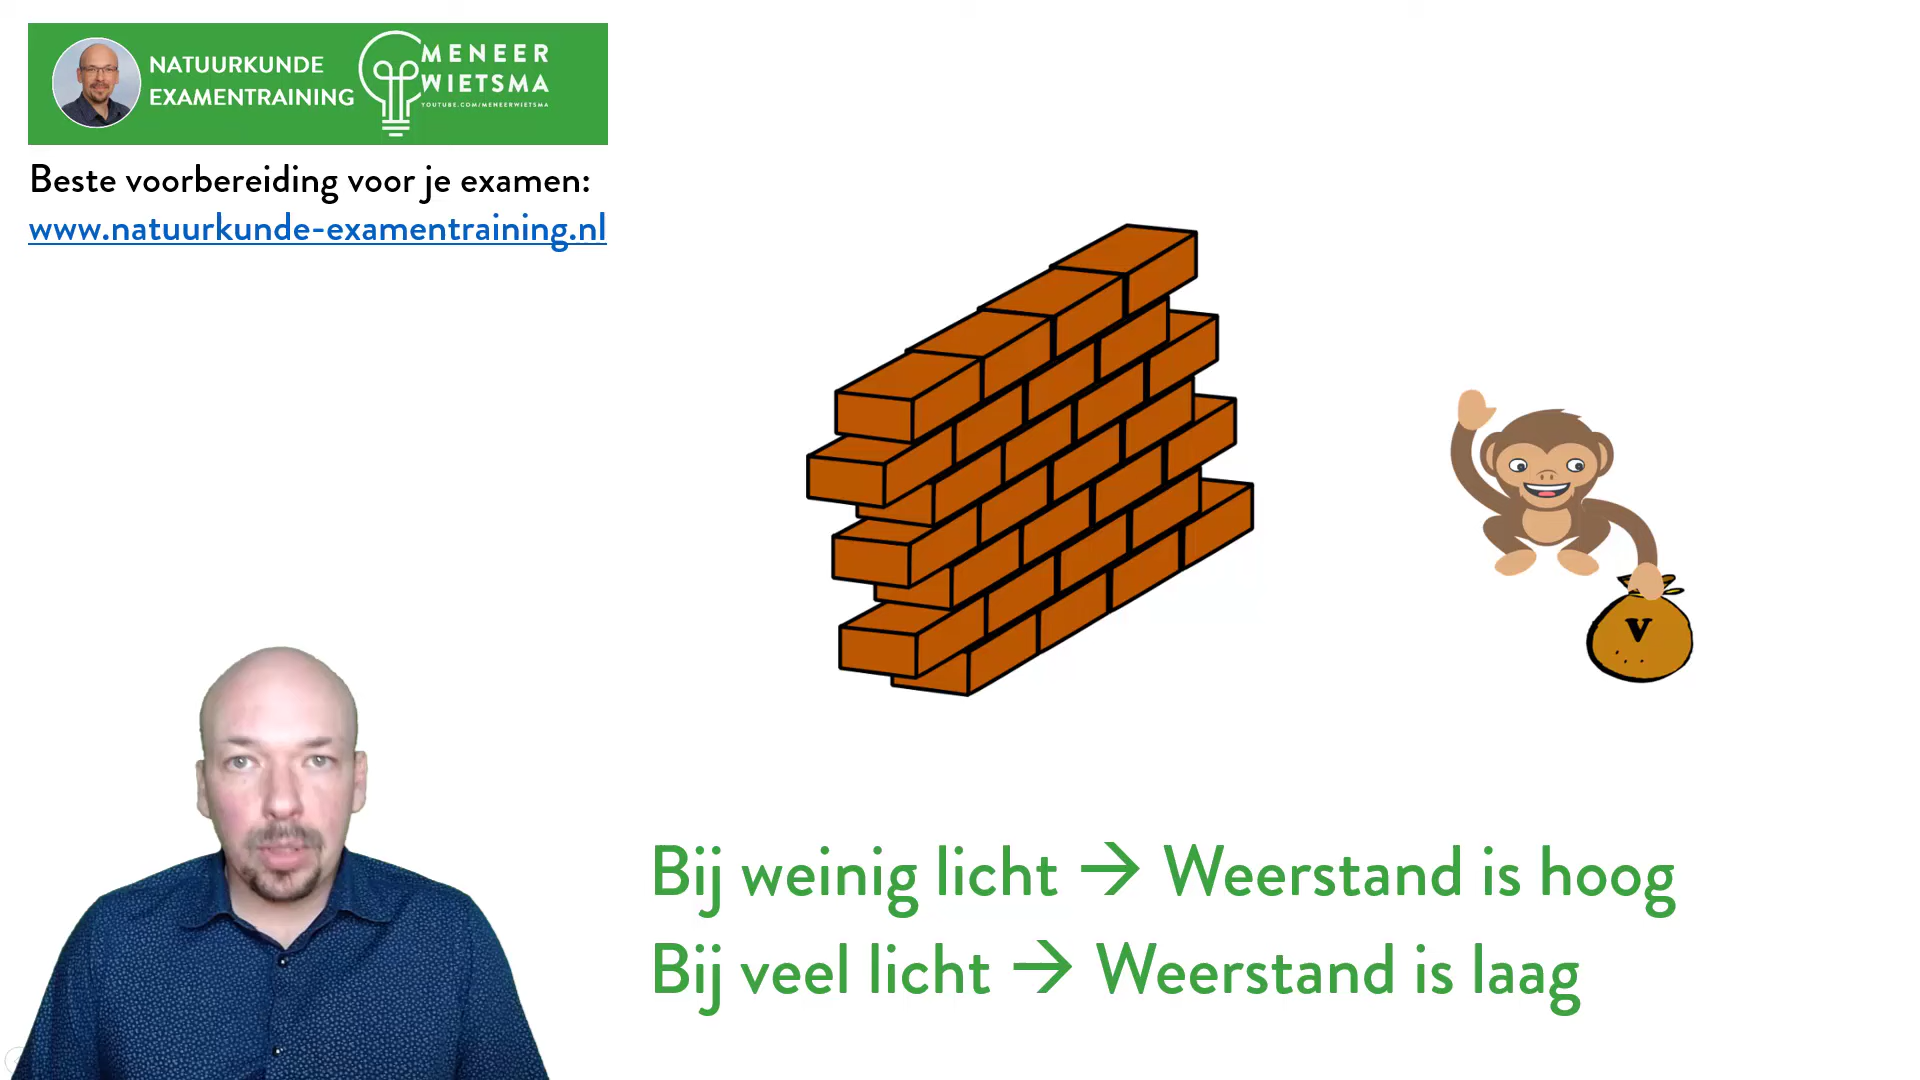 NATUURKUNDE
EXAMENTRAINING
MENEER
WIETSMA
YOUTUBE.COM/MENEERWIETSMA
Beste voorbereiding voor je examen:
www.natuurkunde-examentraining.nl
V
Bij weinig licht → Weerstand is hoog
Bij veel licht → Weerstand is laag